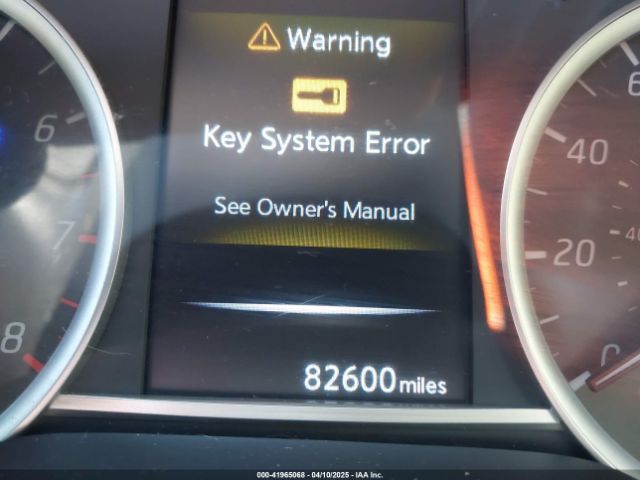 Warning
Key System Error
See Owner's Manual
82600 miles
6
7
8
6
40
20
40
0
000-41965068 - 04/10/2025 - IAA Inc.